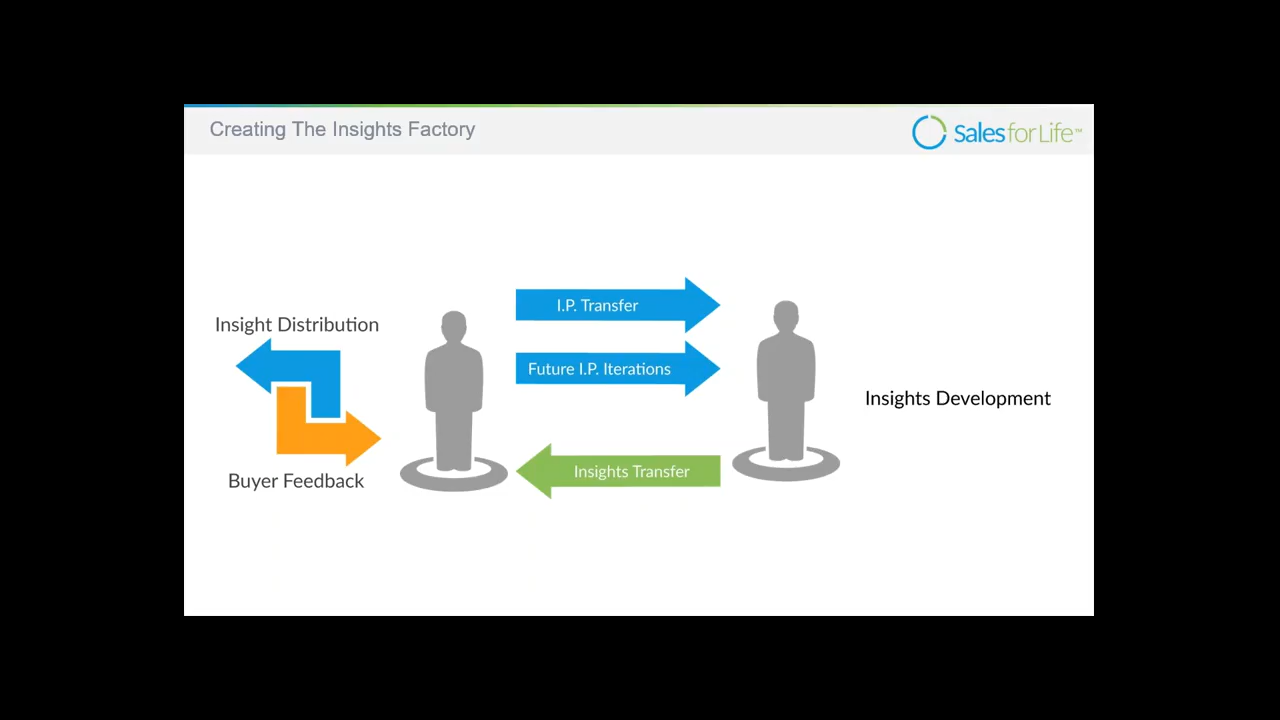 Creating The Insights Factory
Sales for Life™
I.P. Transfer
Insight Distribution
Future I.P. Iterations
Insights Development
Insights Transfer
Buyer Feedback